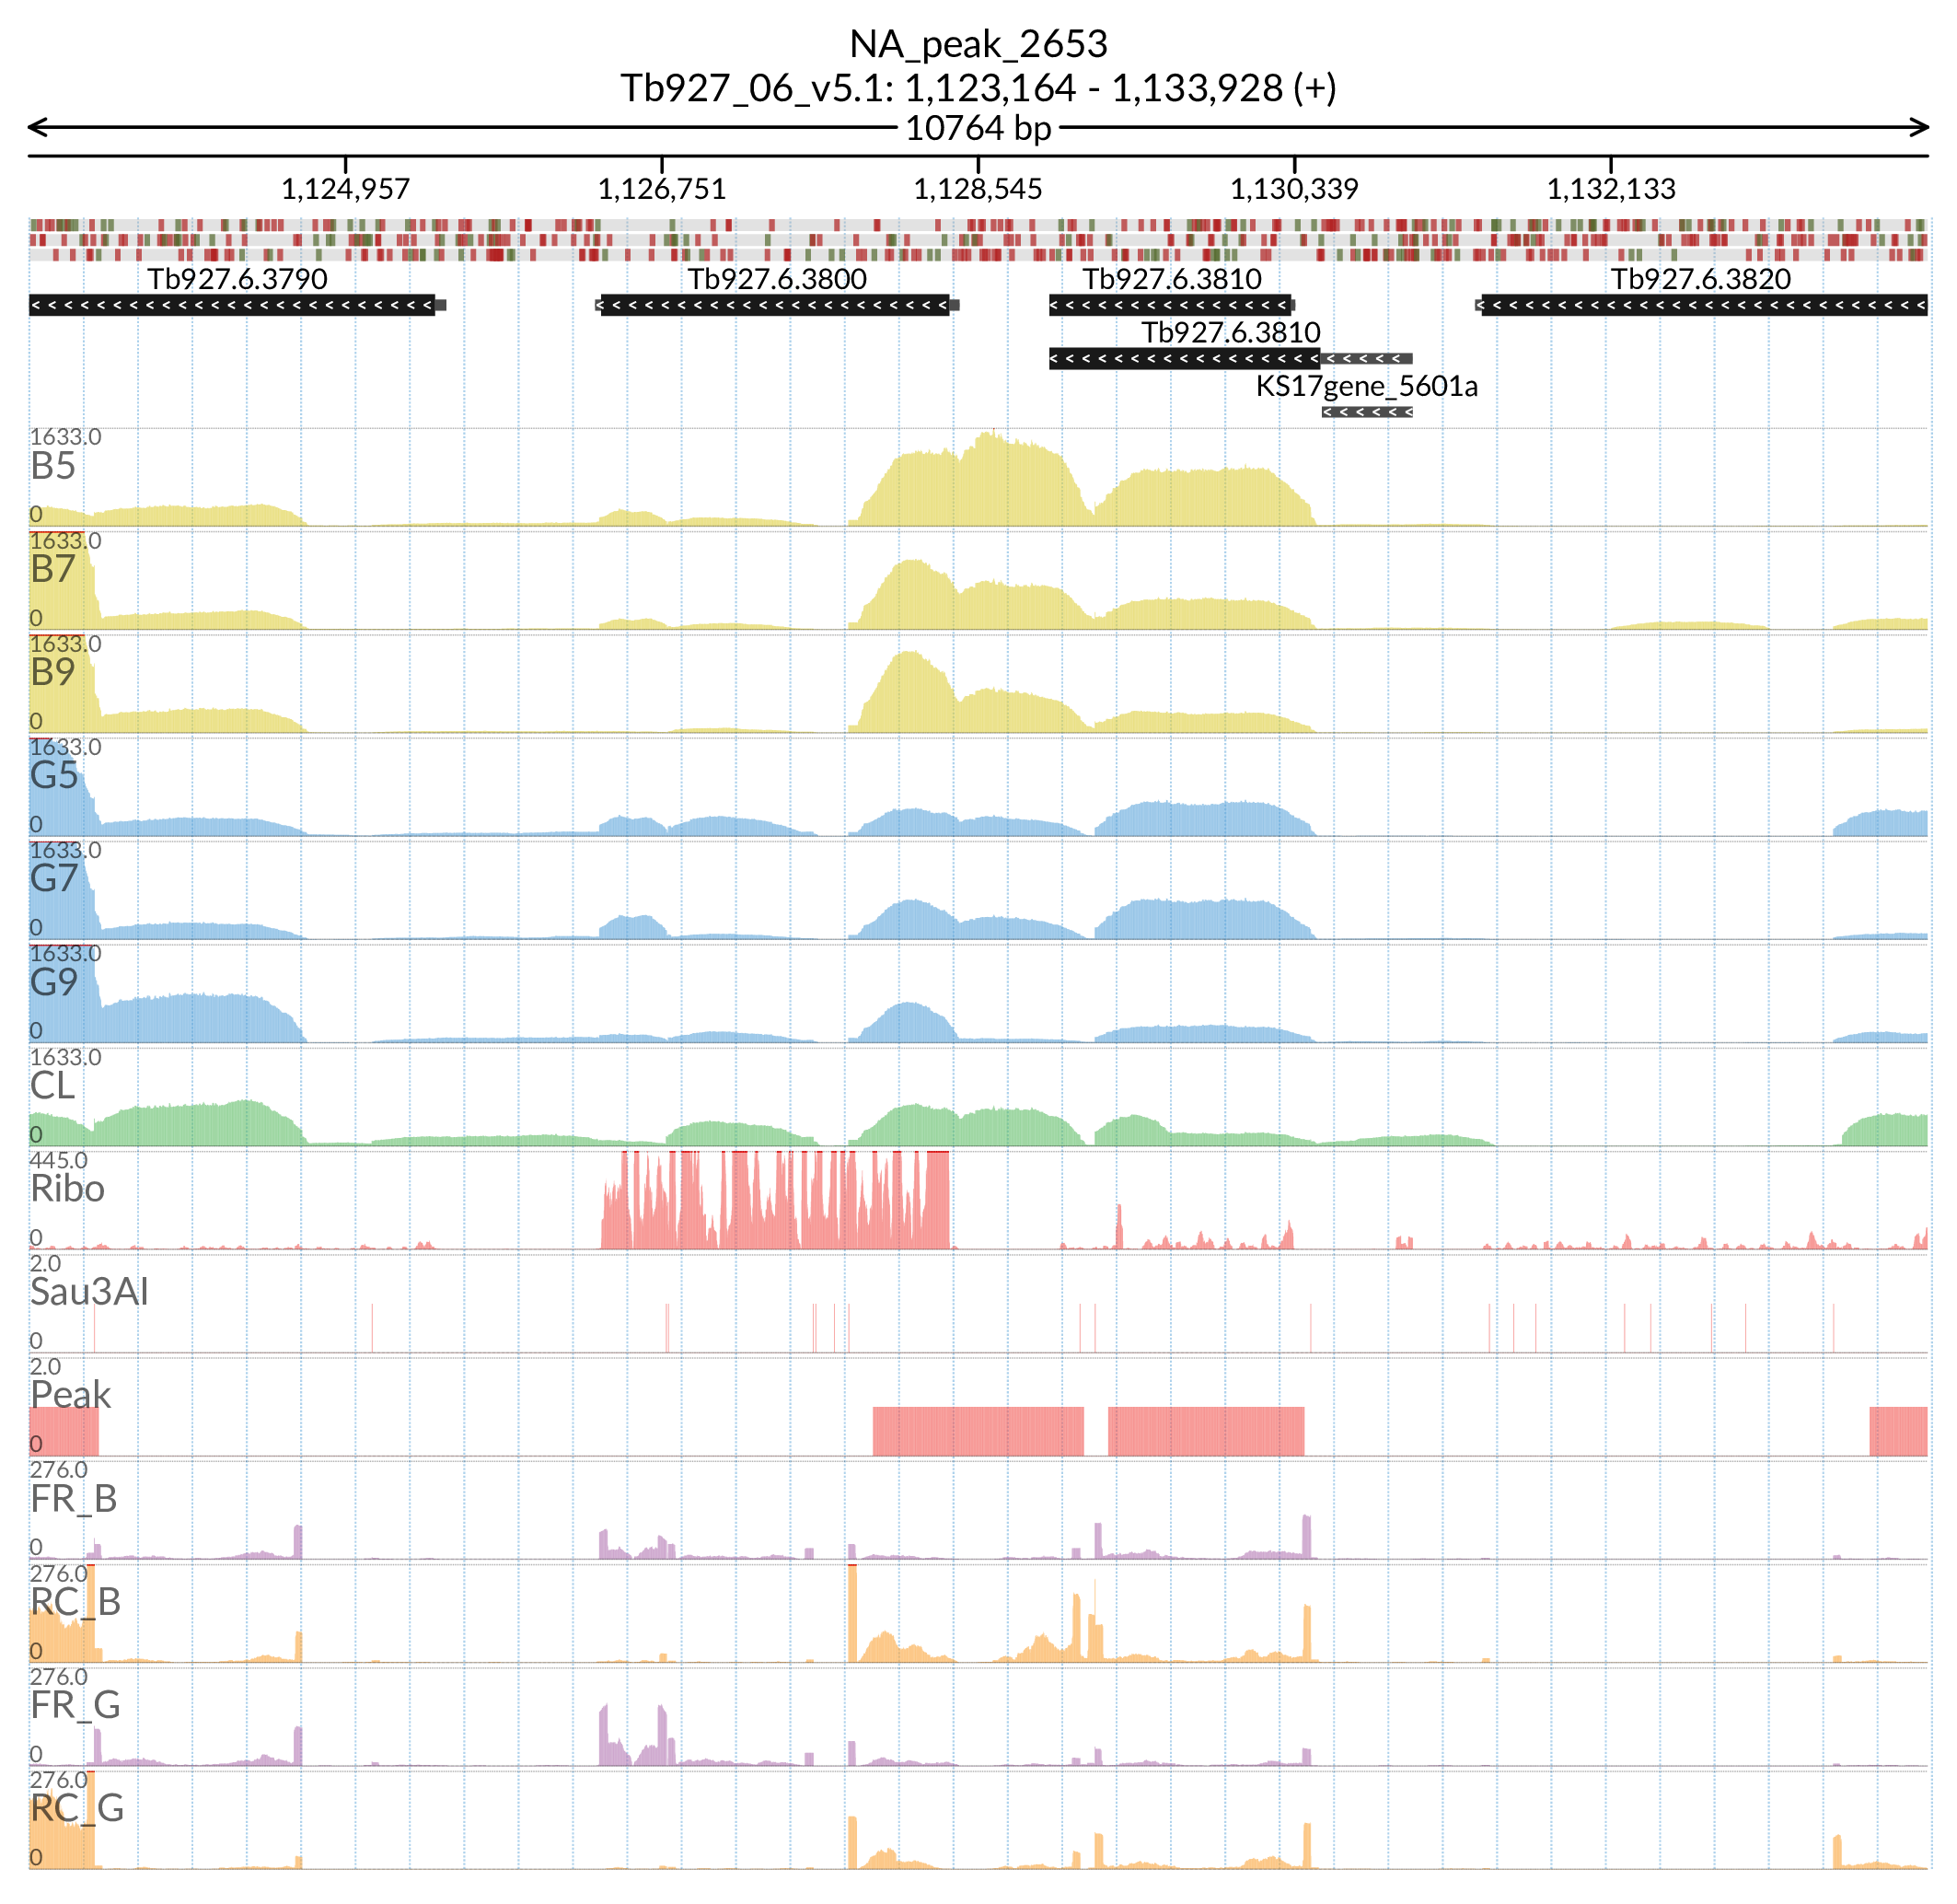 NA_peak_2653
Tb927_06_v5.1: 1,123,164 - 1,133,928 (+)
10764 bp
1,124,957 1,126,751 1,128,545 1,130,339 1,132,133
Tb927.6.3790 Tb927.6.3800 Tb927.6.3810 Tb927.6.3820
Tb927.6.3810
KS17gene_5601a
1633.0
B5
0
1633.0
B7
0
1633.0
B9
0
1633.0
G5
0
1633.0
G7
0
1633.0
G9
0
1633.0
CL
0
445.0
Ribo
0
2.0
Sau3AI
0
2.0
Peak
0
276.0
FR_B
0
276.0
RC_B
0
276.0
FR_G
0
276.0
RC_G
0